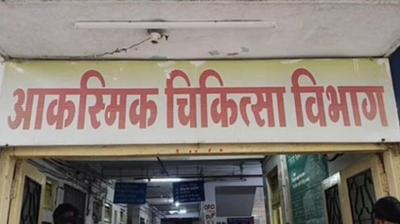 आकस्मिक चिकित्सा विभाग